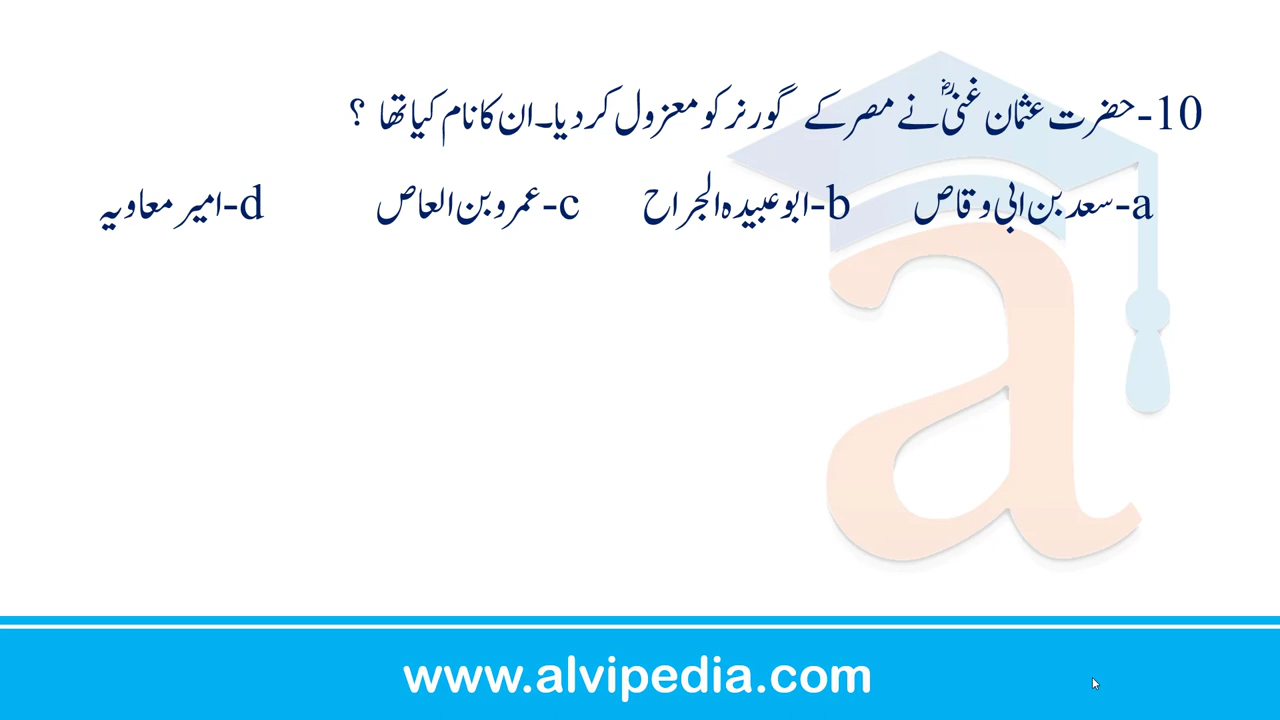 10-حضرت عثمان غنیؓ نے مصر کے گورنر کو معزول کر دیا۔ ان کا نام کیا تھا ؟
a-سعد بن ابی وقاص b-ابو عبیدہ الجراح c-عمرو بن العاص d-امیر معاویہ
a
www.alvipedia.com